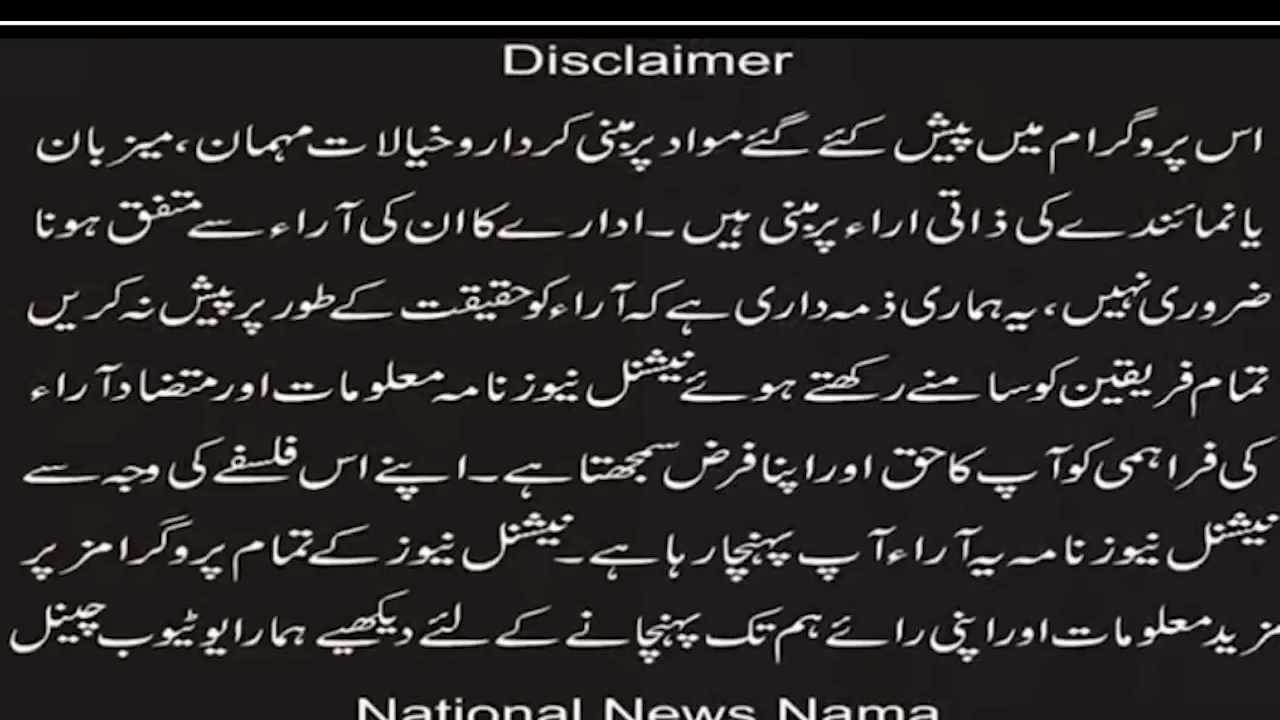 Disclaimer
اس پروگرام میں پیش کئے گئے مواد پر مبنی کردار و خیالات مہمان ، میزبان
یا نمائندے کی ذاتی اراء پر مبنی ہیں ۔ ادارے کا ان کی آراء سے متفق ہونا
ضروری نہیں ، یہ ہماری ذمہ داری ہے کہ آراء کو حقیقت کے طور پر پیش نہ کریں
تمام فریقین کو سامنے رکھتے ہوئے نیشنل نیوز نامہ معلومات اور متضاد آراء
کی فراہمی کو آپ کا حق اور اپنا فرض سمجھتا ہے ۔ اپنے اس فلسفے کی وجہ سے
نیشنل نیوز نامہ یہ آراء آپ پہنچا رہا ہے ۔ نیشنل نیوز کے تمام پروگرامز پر
مزید معلومات اور اپنی رائے ہم تک پہنچانے کے لئے دیکھیے ہمارا یوٹیوب چینل
National News Nama